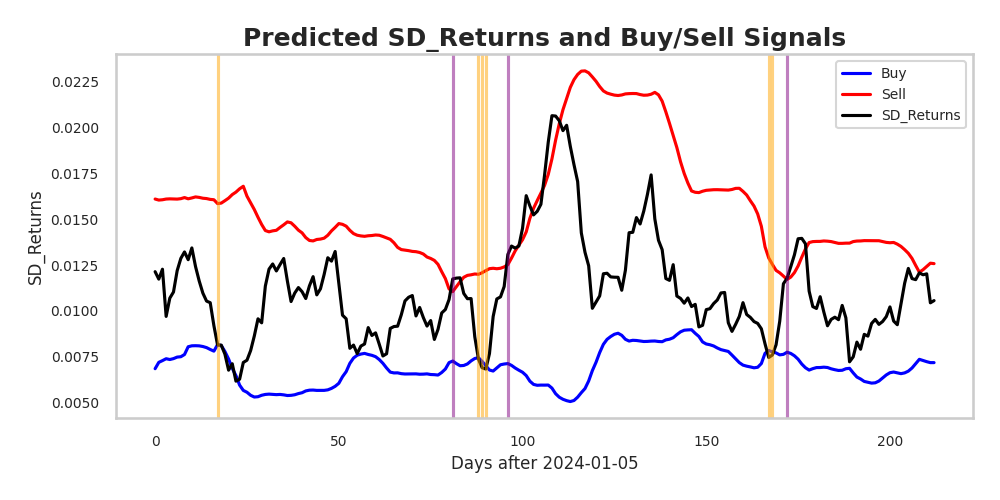 Predicted SD_Returns and Buy/Sell Signals
SD_Returns
0.0225
0.0200
0.0175
0.0150
0.0125
0.0100
0.0075
0.0050
Buy
Sell
SD_Returns
0 50 100 150 200
Days after 2024-01-05